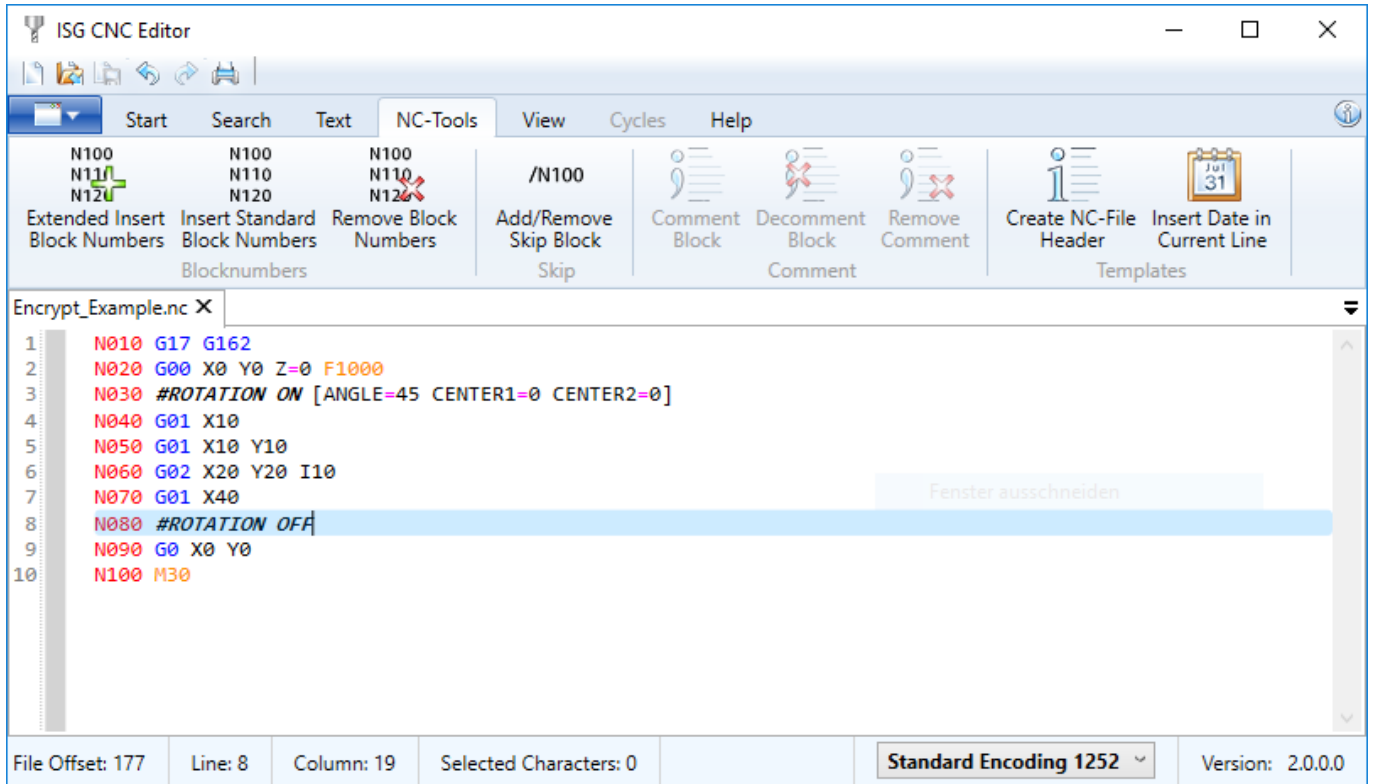 ISG CNC Editor
Start Search Text NC-Tools View Cycles Help
N100 N100 N100
N110 N110 N110 /N100 Jul
N120 N120 N120 31
Extended Insert Insert Standard Remove Block Add/Remove Comment Decomment Remove Create NC-File Insert Date in
Block Numbers Block Numbers Numbers Skip Block Block Block Comment Header Current Line
Blocknumbers Skip Comment Templates
Encrypt_Example.nc
1 N010 G17 G162
2 N020 G00 X0 Y0 Z=0 F1000
3 N030 #ROTATION ON [ANGLE=45 CENTER1=0 CENTER2=0]
4 N040 G01 X10
5 N050 G01 X10 Y10
6 N060 G02 X20 Y20 I10
7 N070 G01 X40
Fenster ausschneiden
8 N080 #ROTATION OFF
9 N090 G0 X0 Y0
10 N100 M30
File Offset: 177 Line: 8 Column: 19 Selected Characters: 0 Standard Encoding 1252 Version: 2.0.0.0